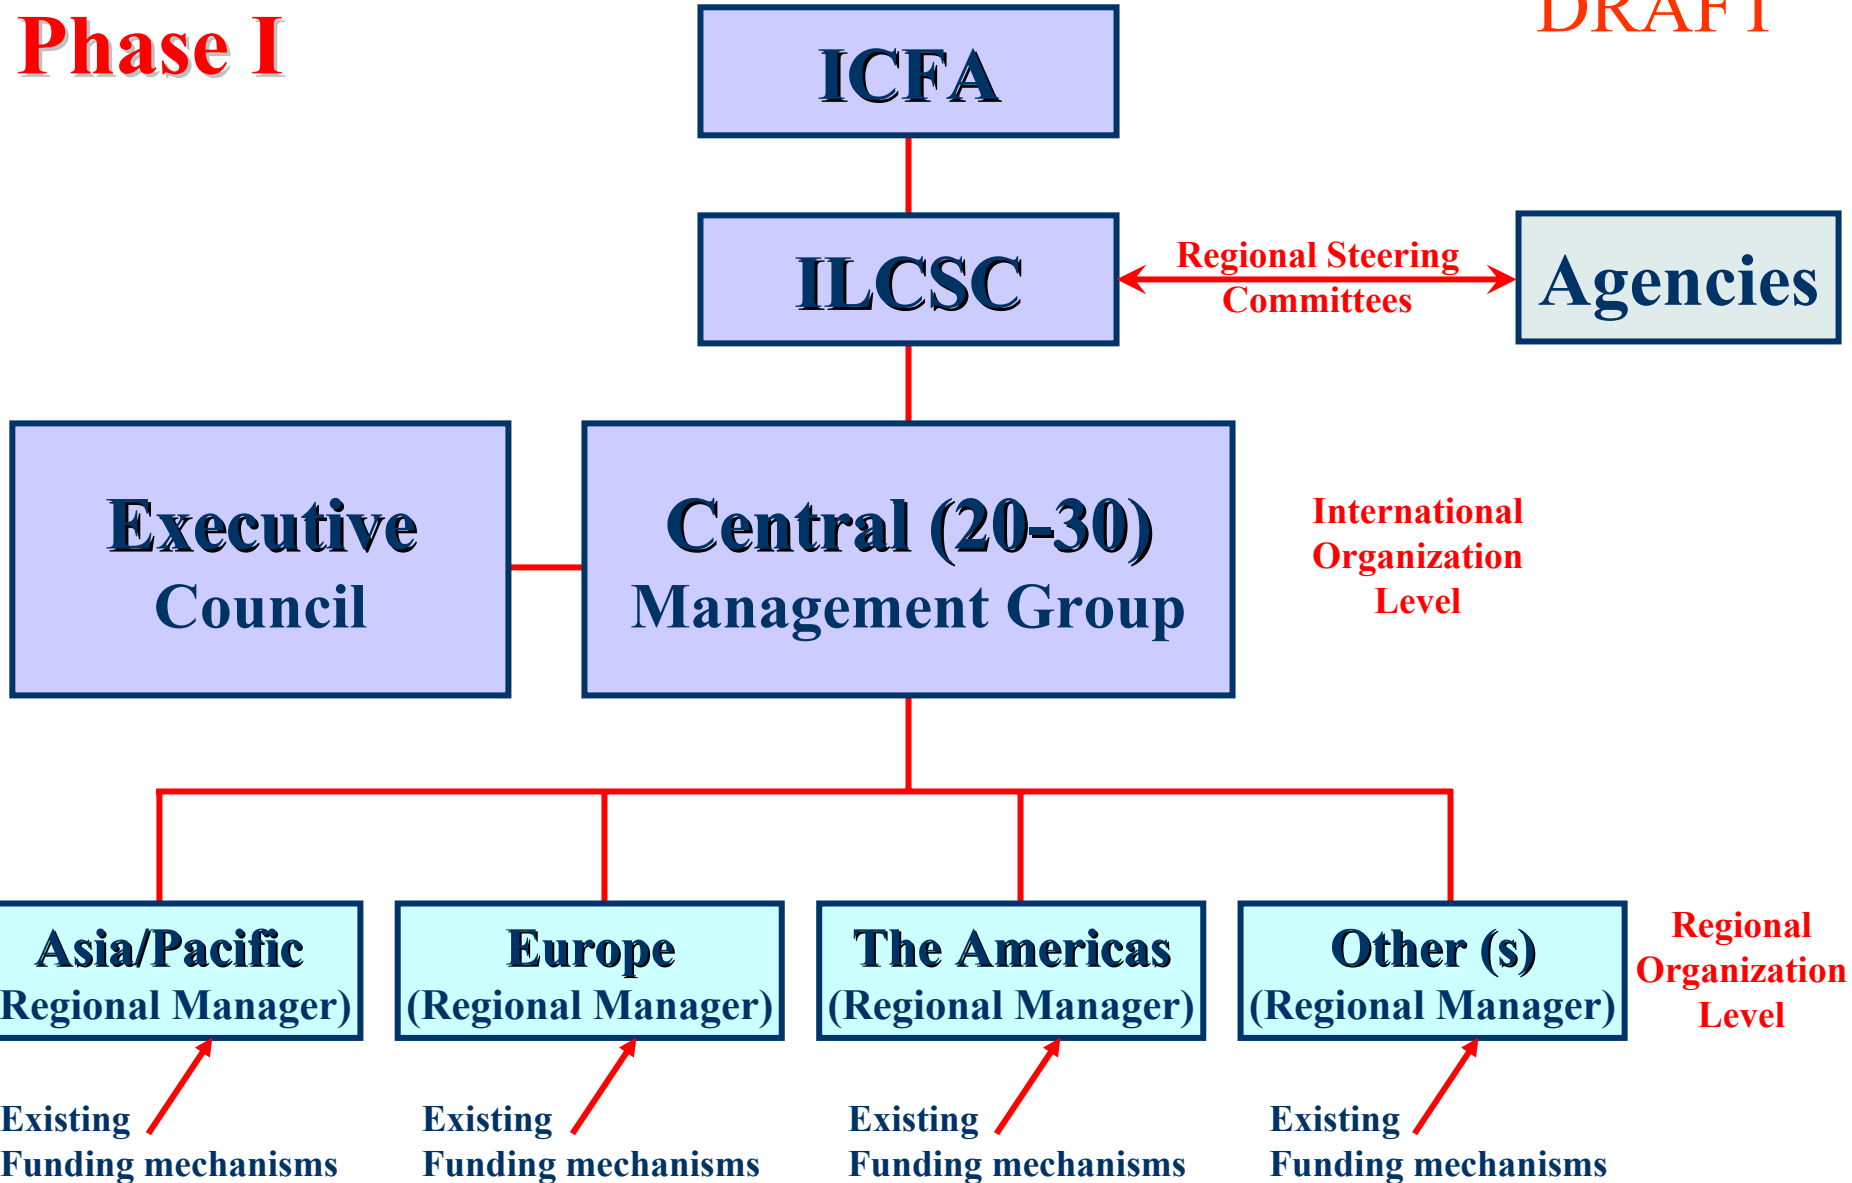 Phase I
DRAFT
ICFA
ILCSC
Regional Steering
Committees
Agencies
Executive
Council
Central (20-30)
Management Group
International
Organization
Level
Asia/Pacific
Regional Manager)
Europe
(Regional Manager)
The Americas
(Regional Manager)
Other (s)
(Regional Manager)
Regional
Organization
Level
Existing
Funding mechanisms
Existing
Funding mechanisms
Existing
Funding mechanisms
Existing
Funding mechanisms